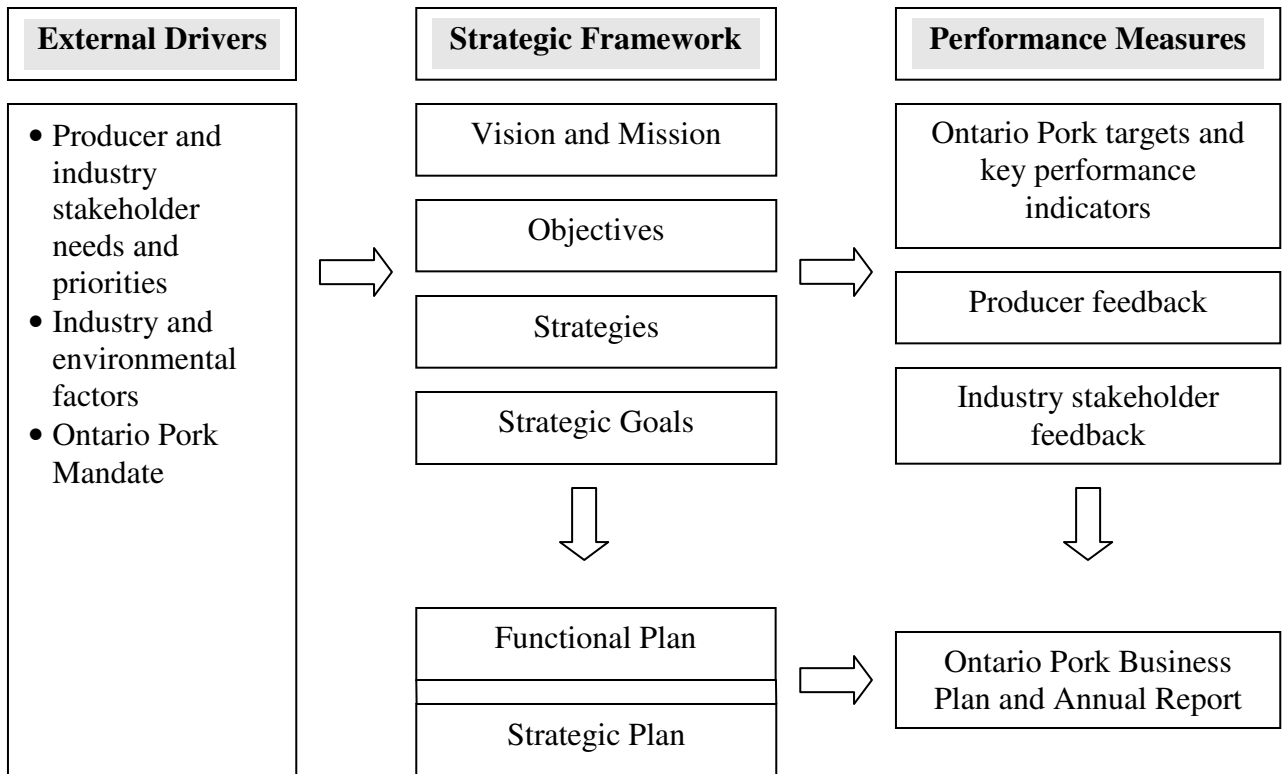 External Drivers
• Producer and
industry
stakeholder
needs and
priorities
• Industry and
environmental
factors
• Ontario Pork
Mandate
Strategic Framework
Vision and Mission
Objectives
Strategies
Strategic Goals
Functional Plan
Strategic Plan
Performance Measures
Ontario Pork targets and
key performance
indicators
Producer feedback
Industry stakeholder
feedback
Ontario Pork Business
Plan and Annual Report